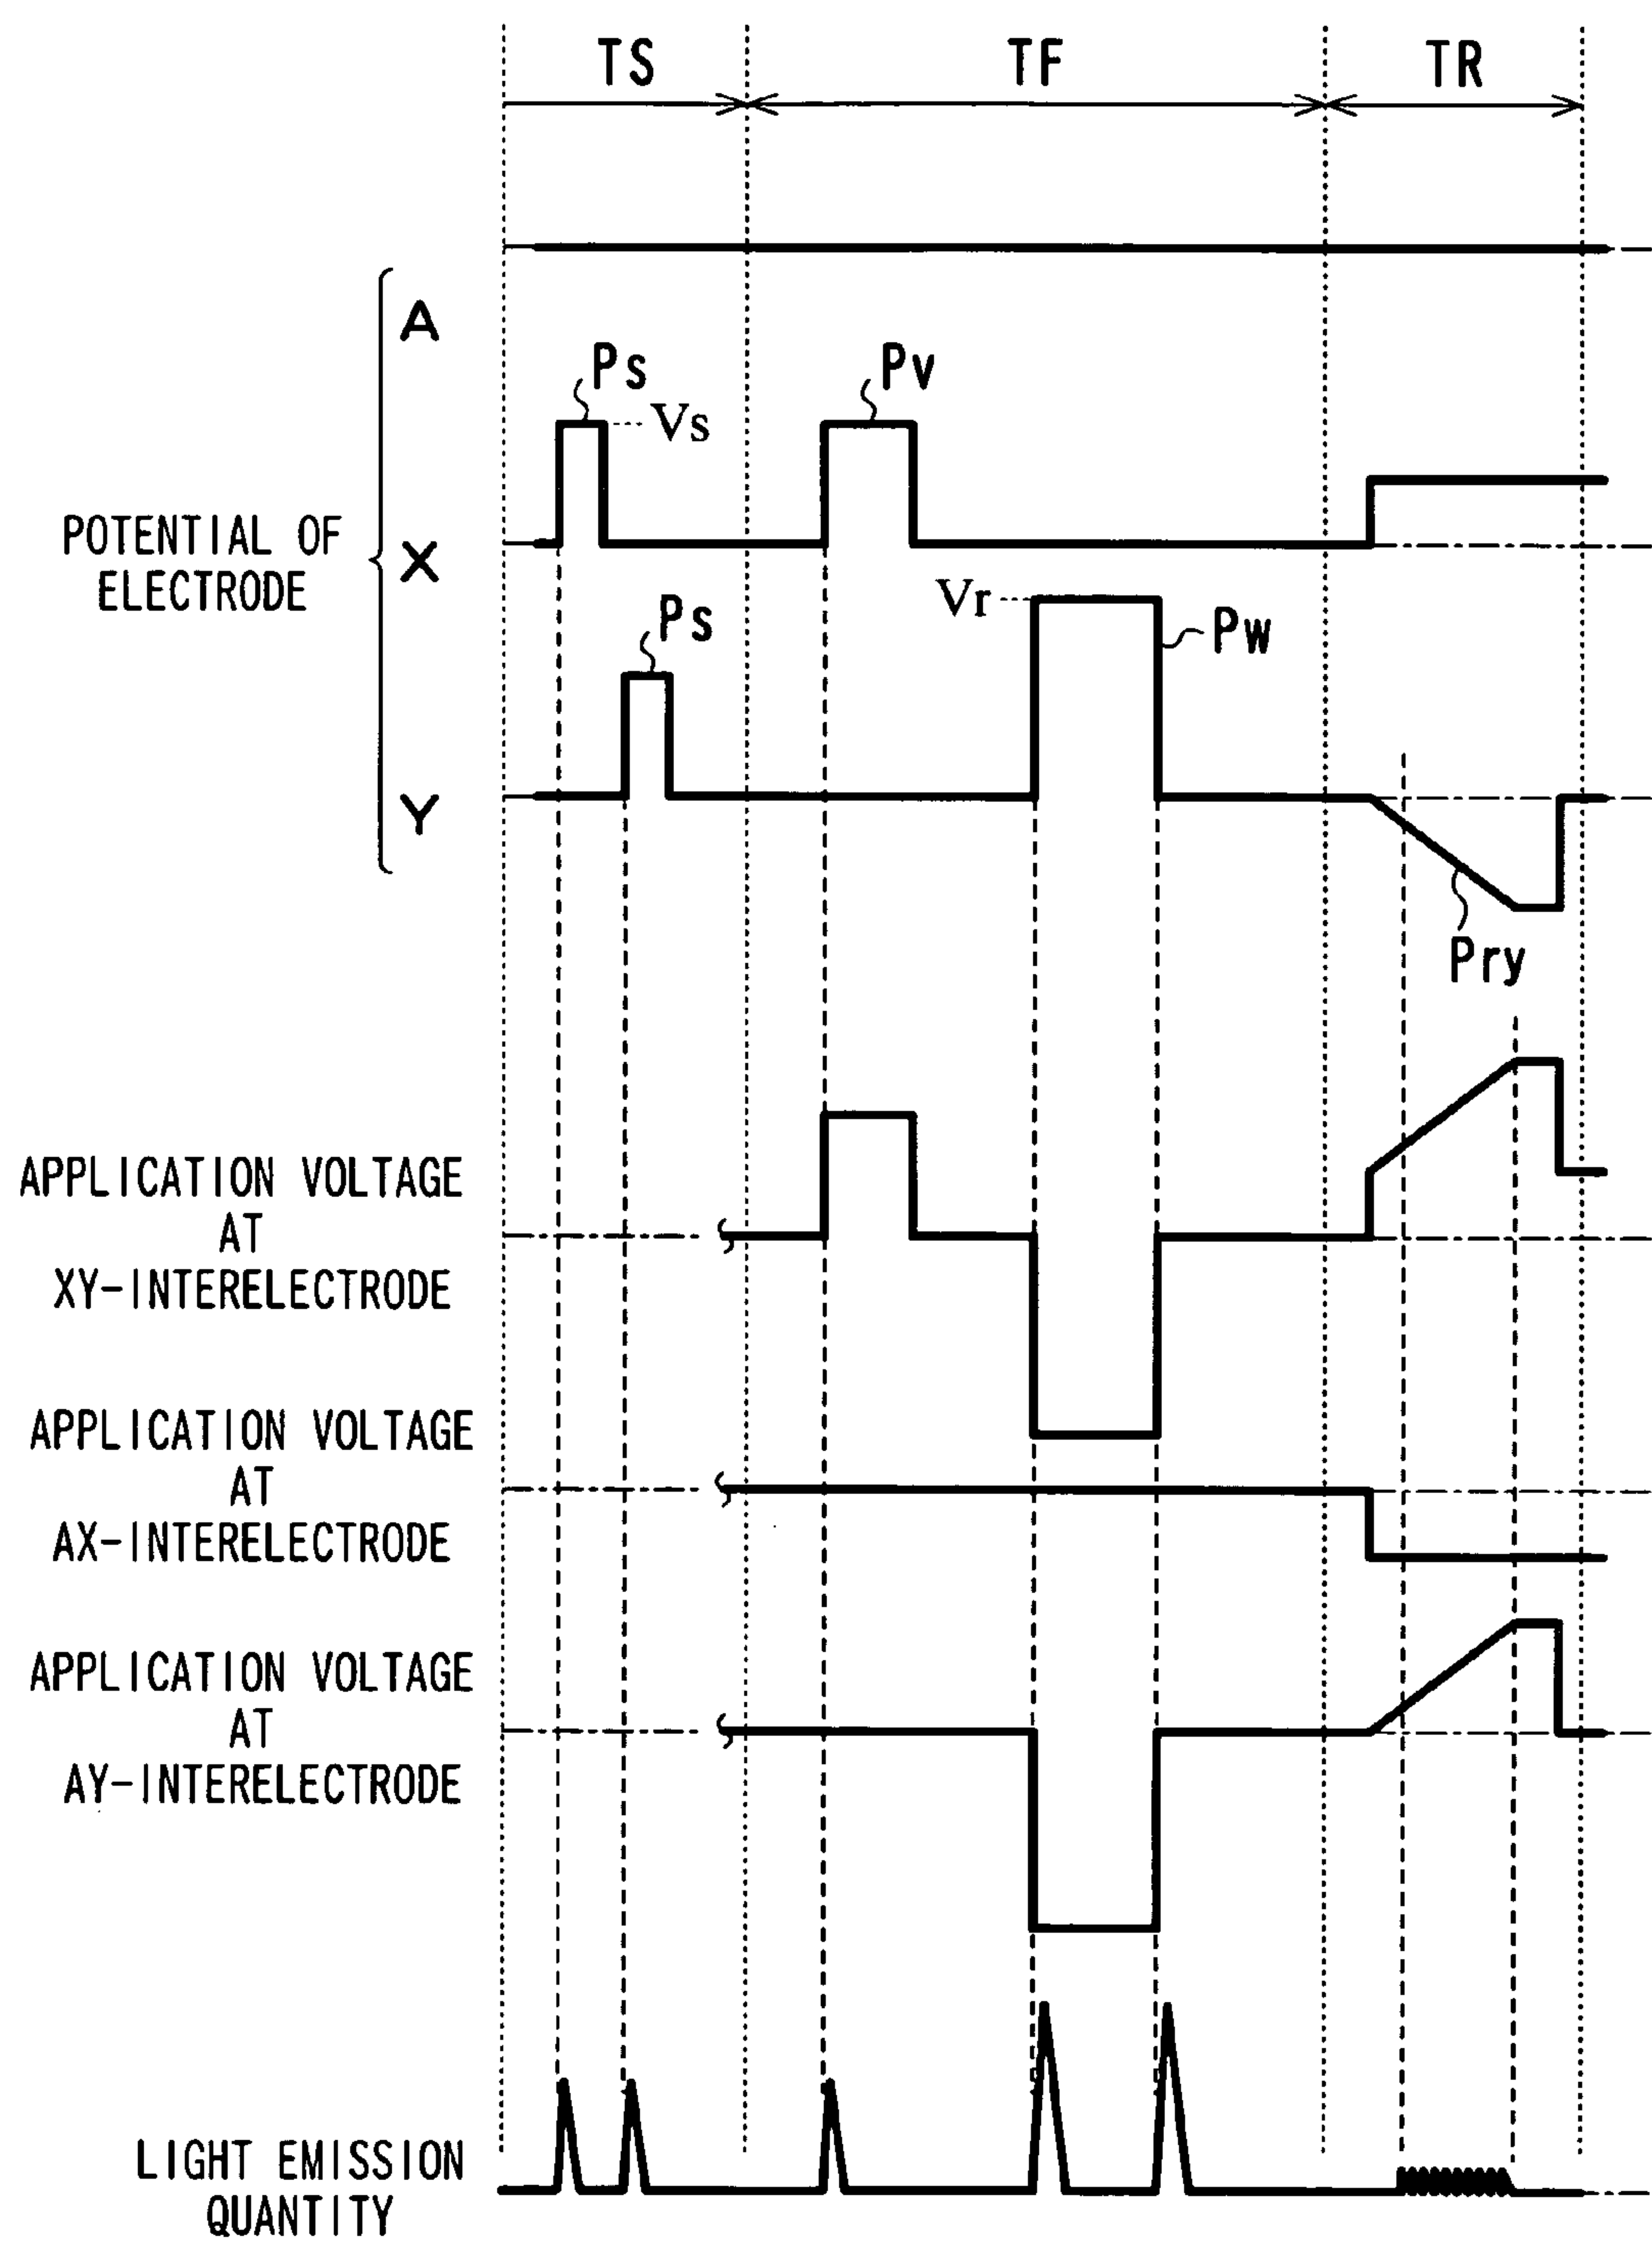 TS TF TR
A
Ps Pv
Vs
POTENTIAL OF
ELECTRODE
X
Vr
Ps Pw
Y
Pry
APPLICATION VOLTAGE
AT
XY-INTERELECTRODE
APPLICATION VOLTAGE
AT
AX-INTERELECTRODE
APPLICATION VOLTAGE
AT
AY-INTERELECTRODE
LIGHT EMISSION
QUANTITY